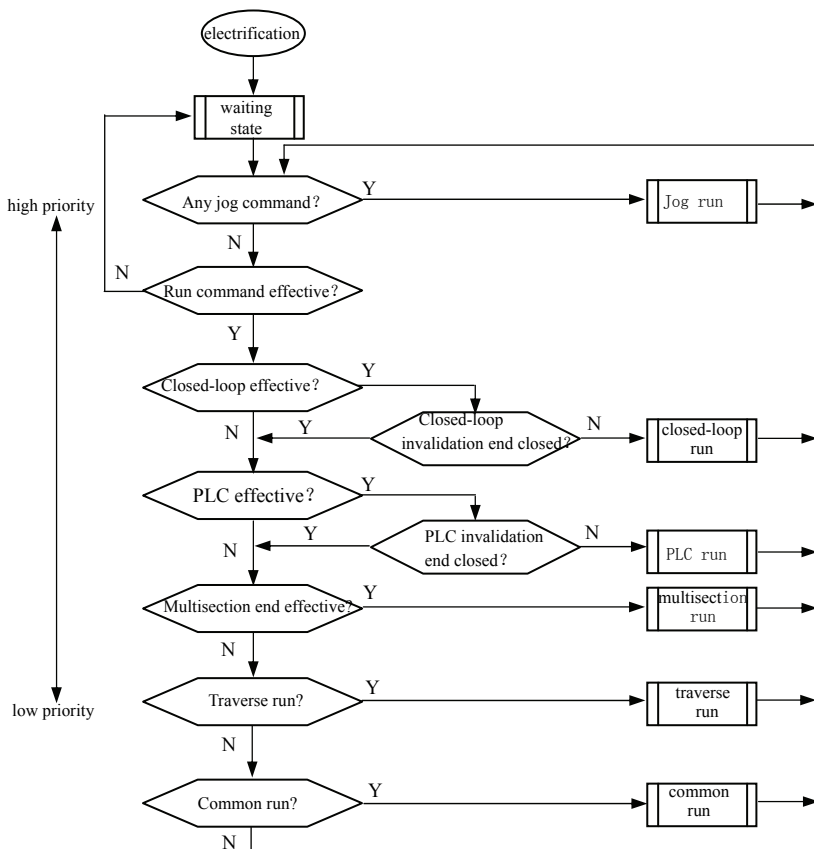 electrification
waiting
state
Any jog command?
Y
Jog run
high priority
N
N
Run command effective?
Y
Closed-loop effective?
Y
N
Y
Closed-loop
invalidation end closed?
N
closed-loop
run
PLC effective?
Y
N
Y
PLC invalidation
end closed?
N
PLC run
Multisection end effective?
Y
multisection
run
N
low priority
Traverse run?
Y
traverse
run
N
Common run?
Y
common
run
N